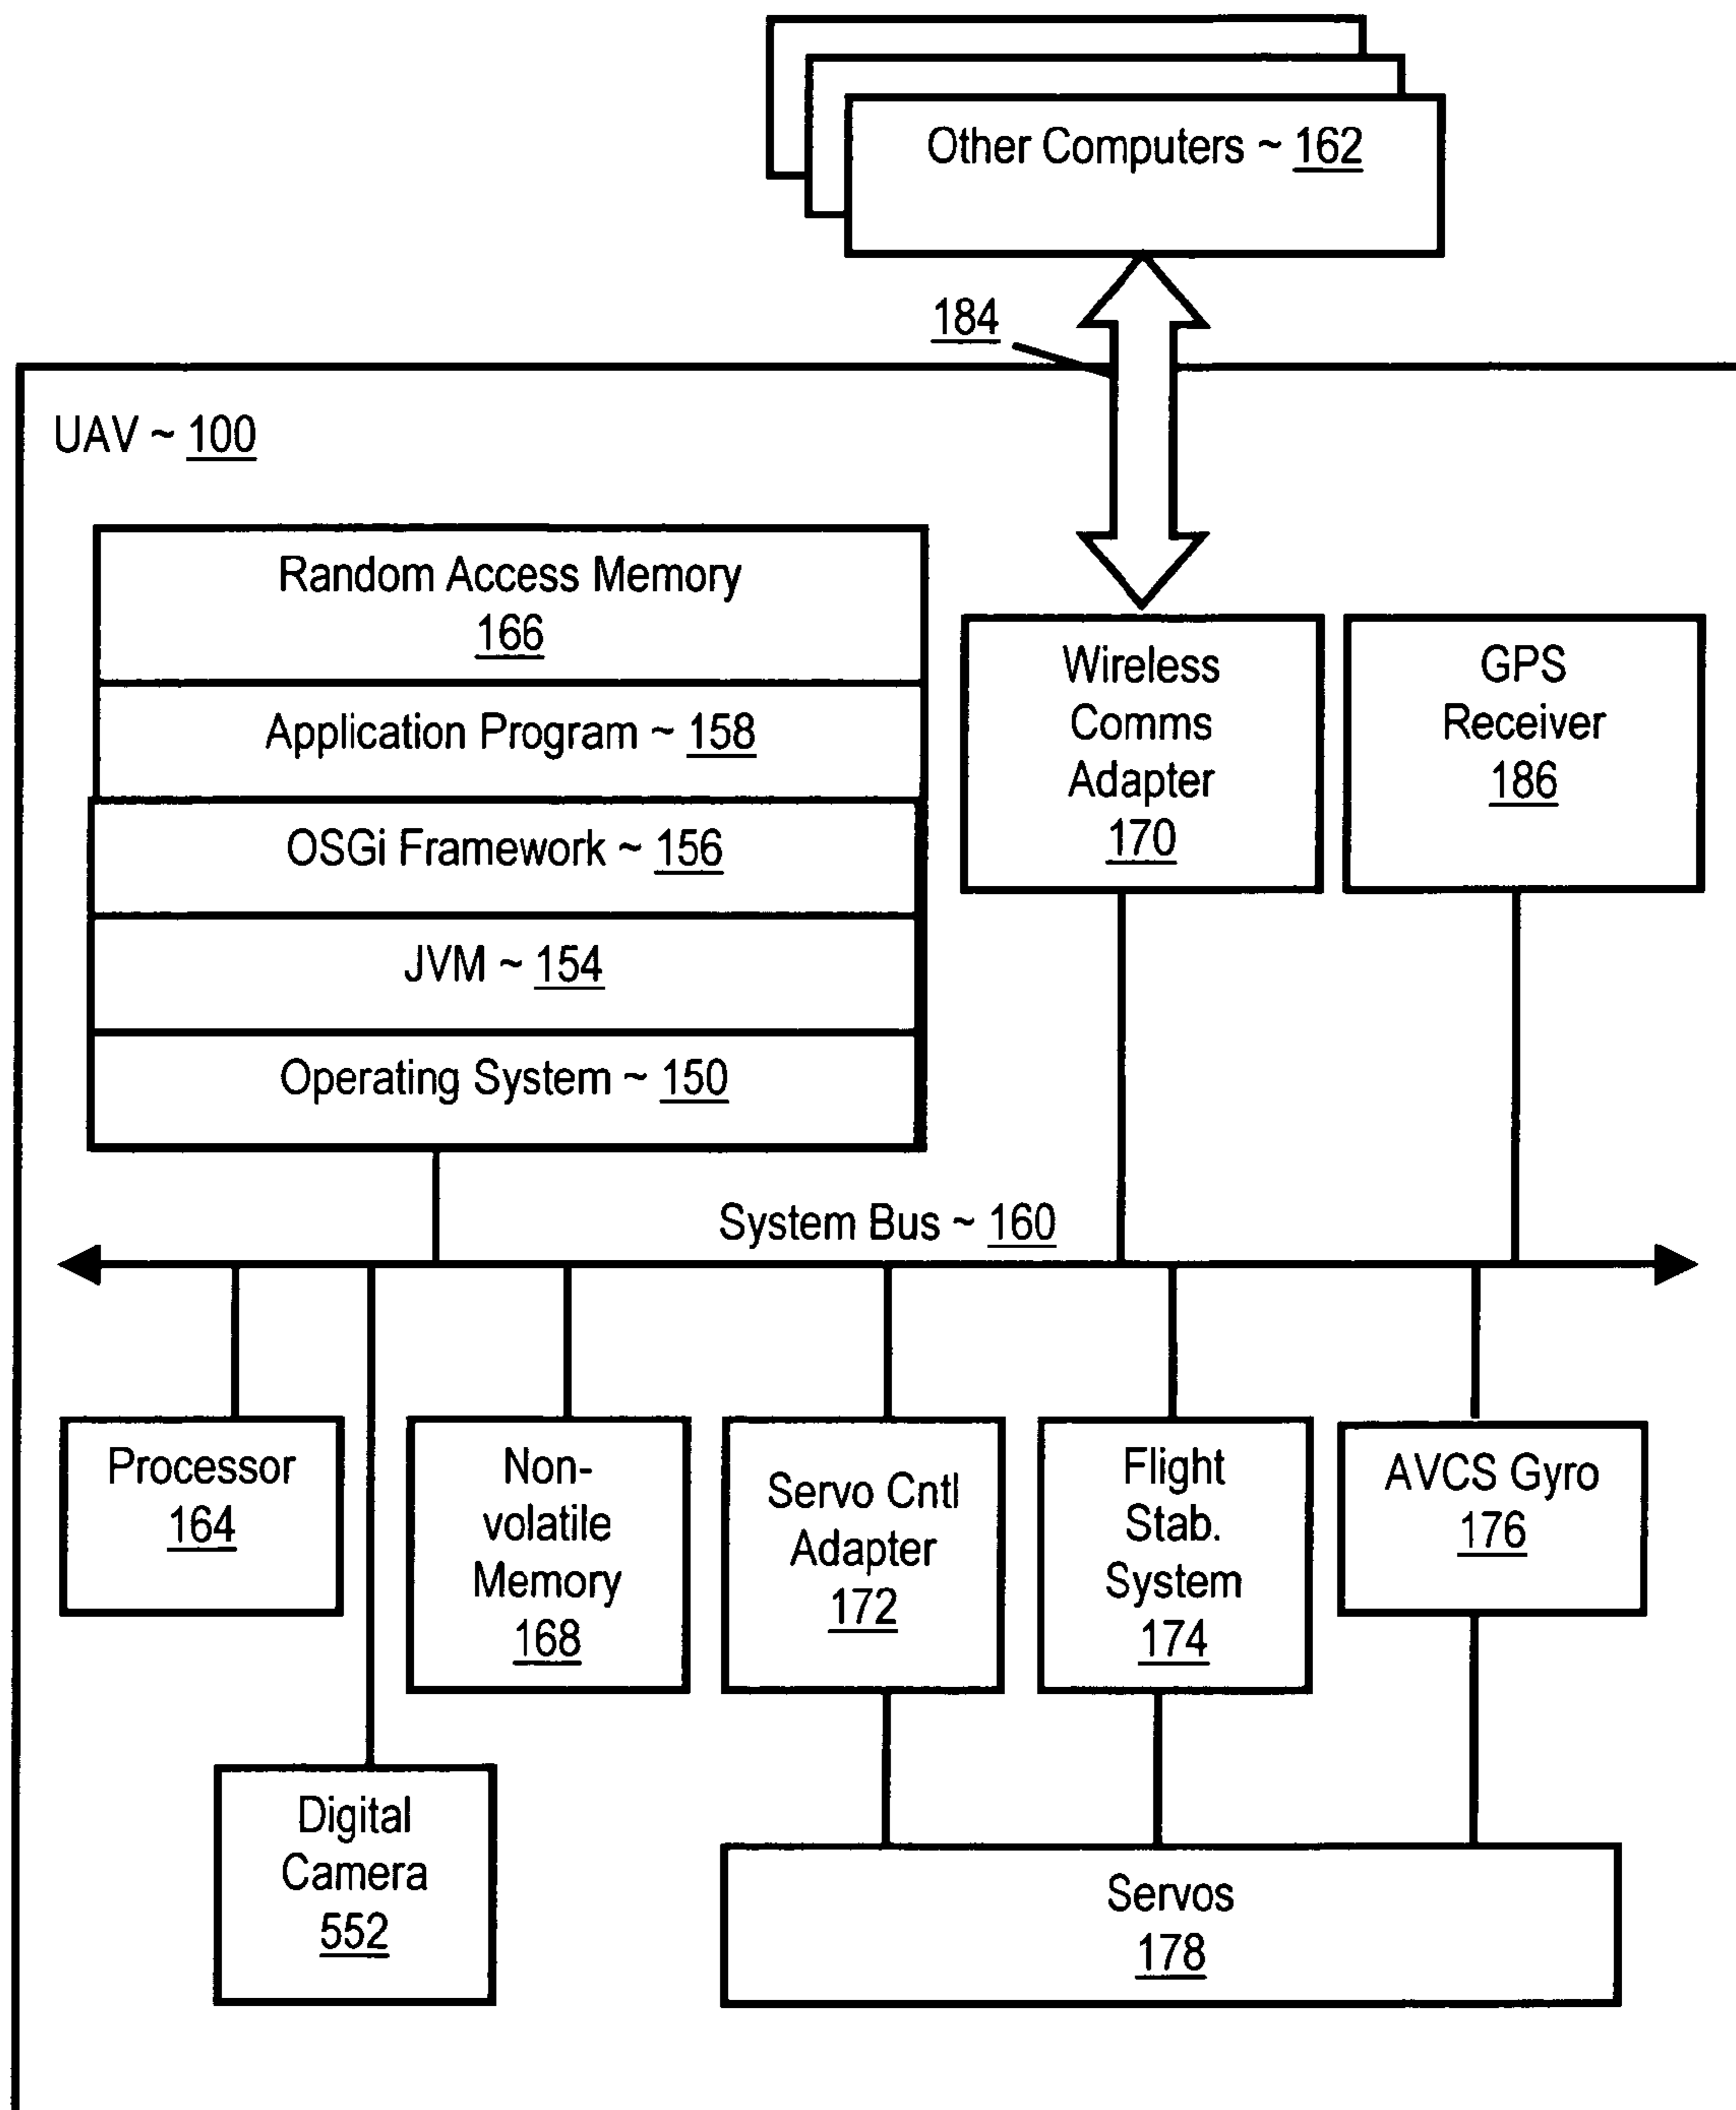 Other Computers ~ 162
184
UAV ~ 100
Random Access Memory
166
Application Program ~ 158
OSGi Framework ~ 156
JVM ~ 154
Operating System ~ 150
Wireless
Comms
Adapter
170
GPS
Receiver
186
System Bus ~ 160
Processor
164
Non-
volatile
Memory
168
Servo Cntl
Adapter
172
Flight
Stab.
System
174
AVCS Gyro
176
Digital
Camera
552
Servos
178